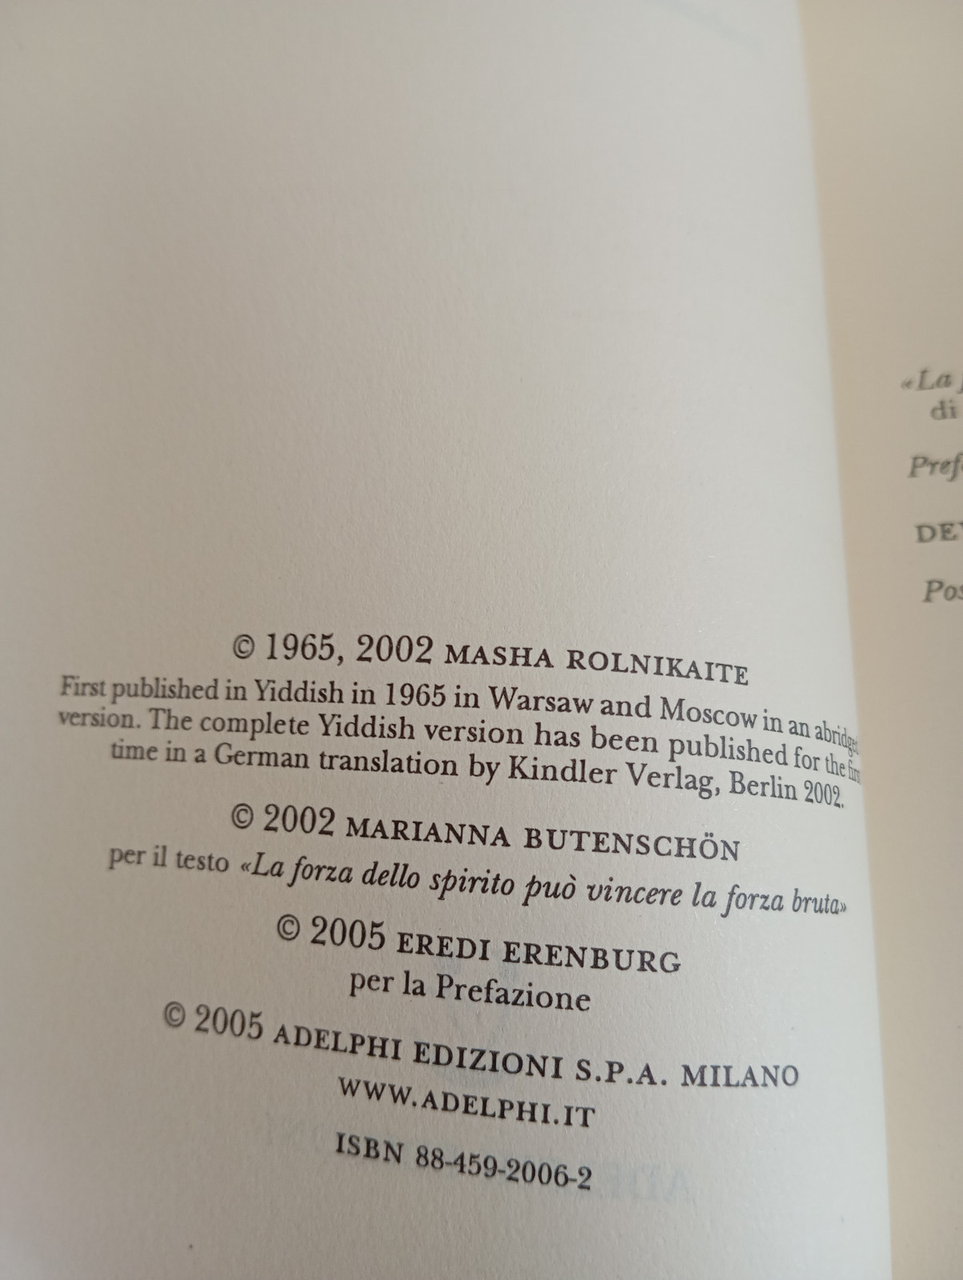 © 1965, 2002 MASHA ROLNIKAITE
First published in Yiddish in 1965 in Warsaw and Moscow in an abridged
version. The complete Yiddish version has been published for the first
time in a German translation by Kindler Verlag, Berlin 2002.
© 2002 MARIANNA BUTENSCHÖN
per il testo «La forza dello spirito può vincere la forza bruta»
© 2005 EREDI ERENBURG
per la Prefazione
© 2005 ADELPHI EDIZIONI S.P.A. MILANO
WWW.ADELPHI.IT
ISBN 88-459-2006-2
«La
di